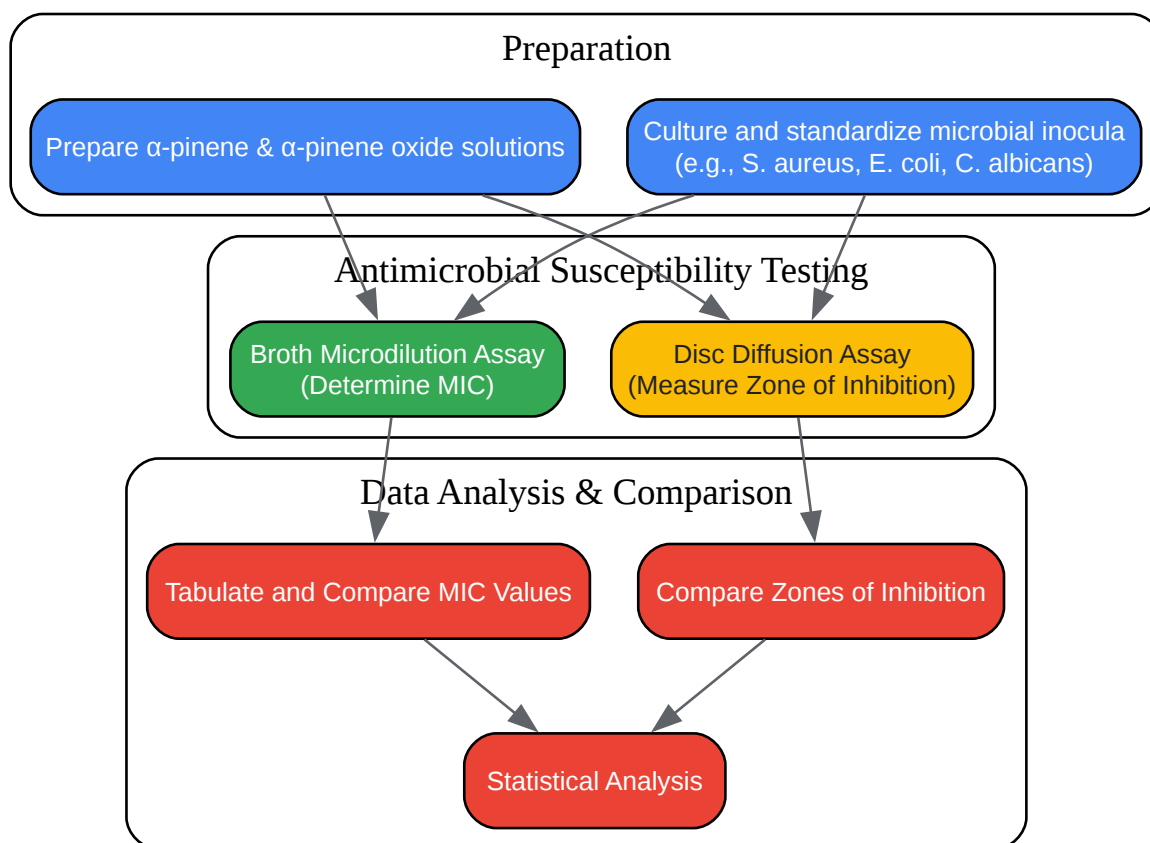 Preparation
Prepare α-pinene & α-pinene oxide solutions
Culture and standardize microbial inocula
(e.g., S. aureus, E. coli, C. albicans)
Antimicrobial Susceptibility Testing
Broth Microdilution Assay
(Determine MIC)
Disc Diffusion Assay
(Measure Zone of Inhibition)
Data Analysis & Comparison
Tabulate and Compare MIC Values
Compare Zones of Inhibition
Statistical Analysis